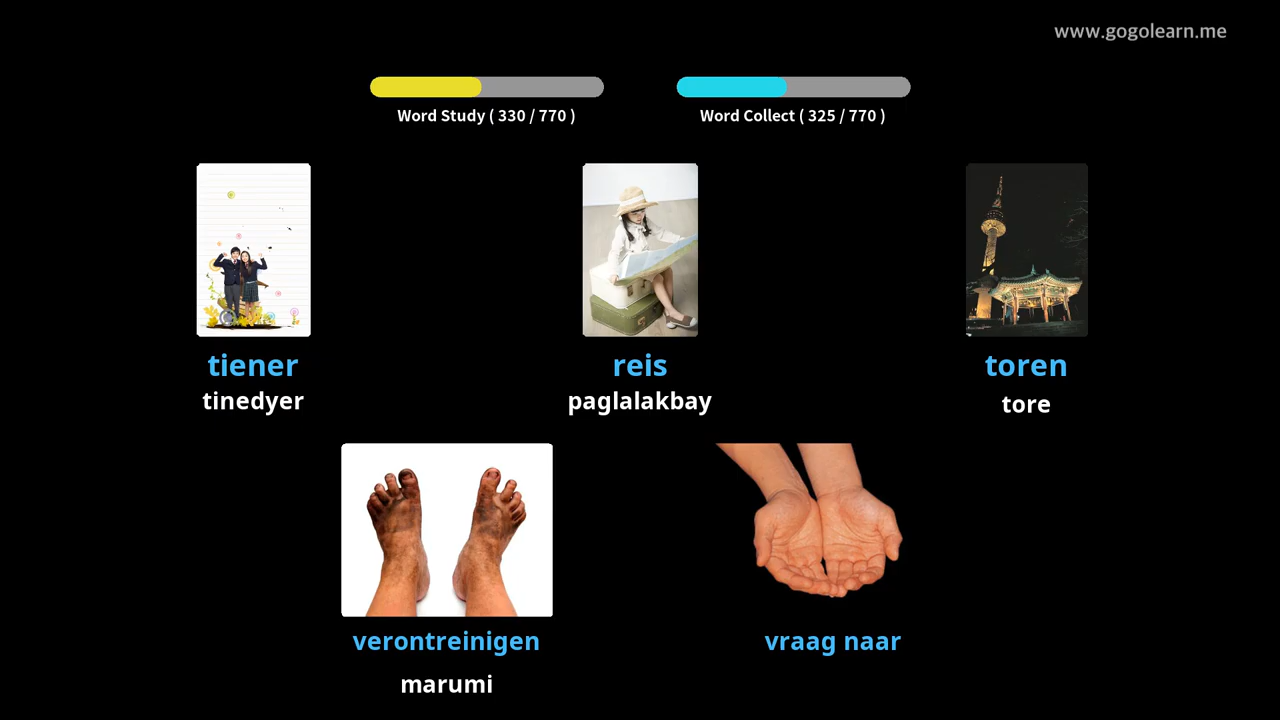 www.gogolearn.me
Word Study ( 330 / 770 )
Word Collect ( 325 / 770 )
tiener
tinedyer
reis
paglalakbay
toren
tore
verontreinigen
marumi
vraag naar